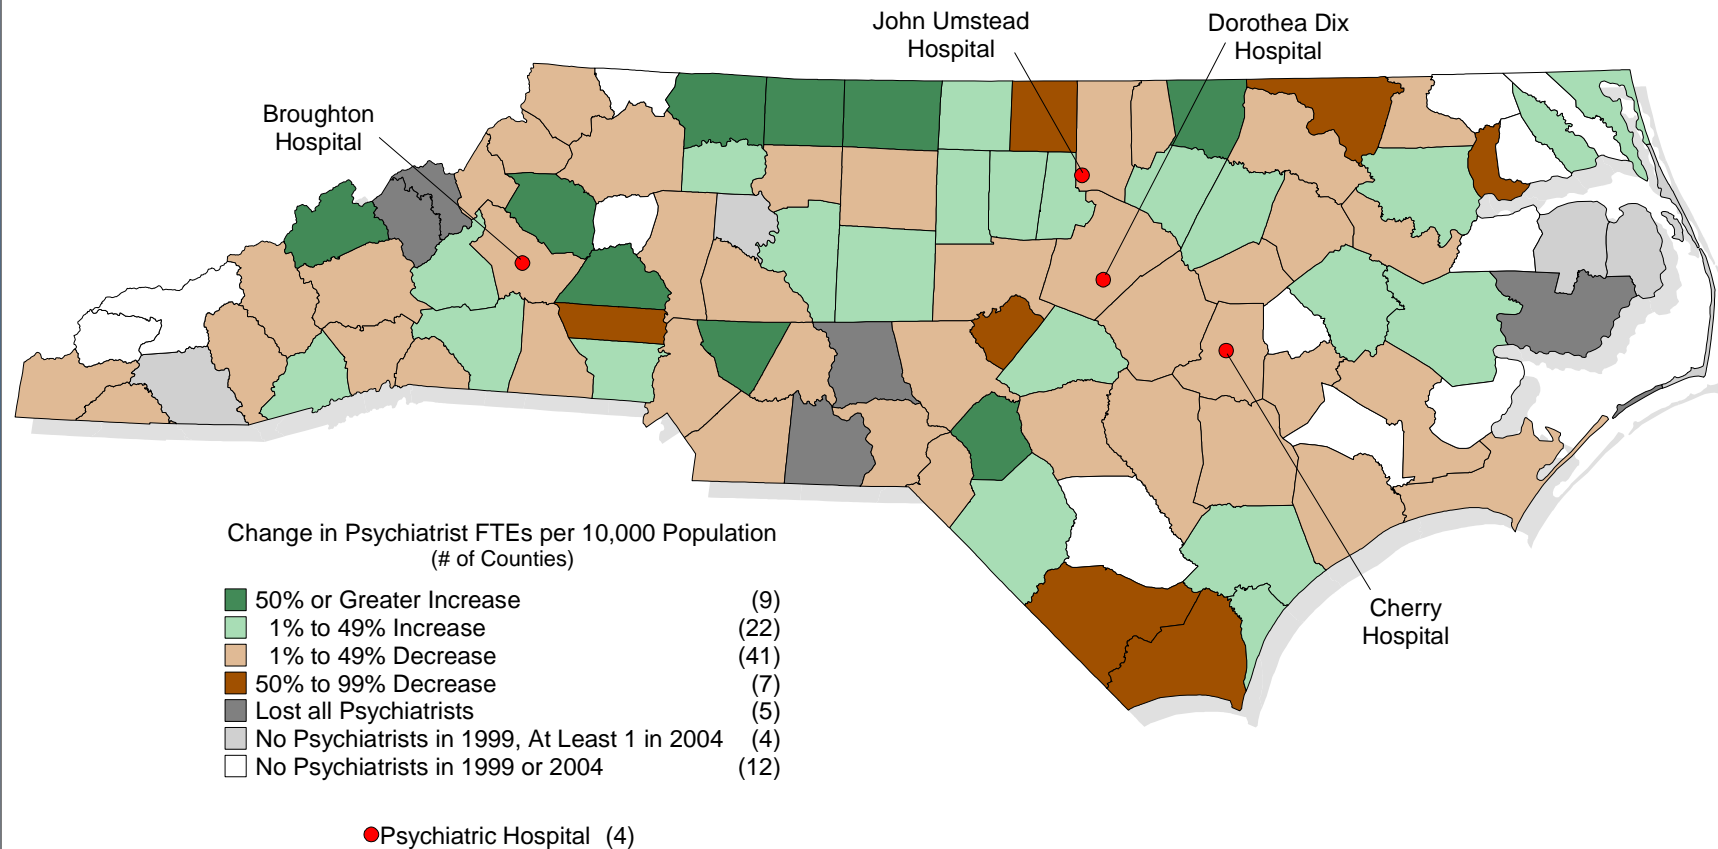 John Umstead
Hospital
Dorothea Dix
Hospital
Broughton
Hospital
Cherry
Hospital
Change in Psychiatrist FTEs per 10,000 Population
(# of Counties)
50% or Greater Increase (9)
1% to 49% Increase (22)
1% to 49% Decrease (41)
50% to 99% Decrease (7)
Lost all Psychiatrists (5)
No Psychiatrists in 1999, At Least 1 in 2004 (4)
No Psychiatrists in 1999 or 2004 (12)
Psychiatric Hospital (4)